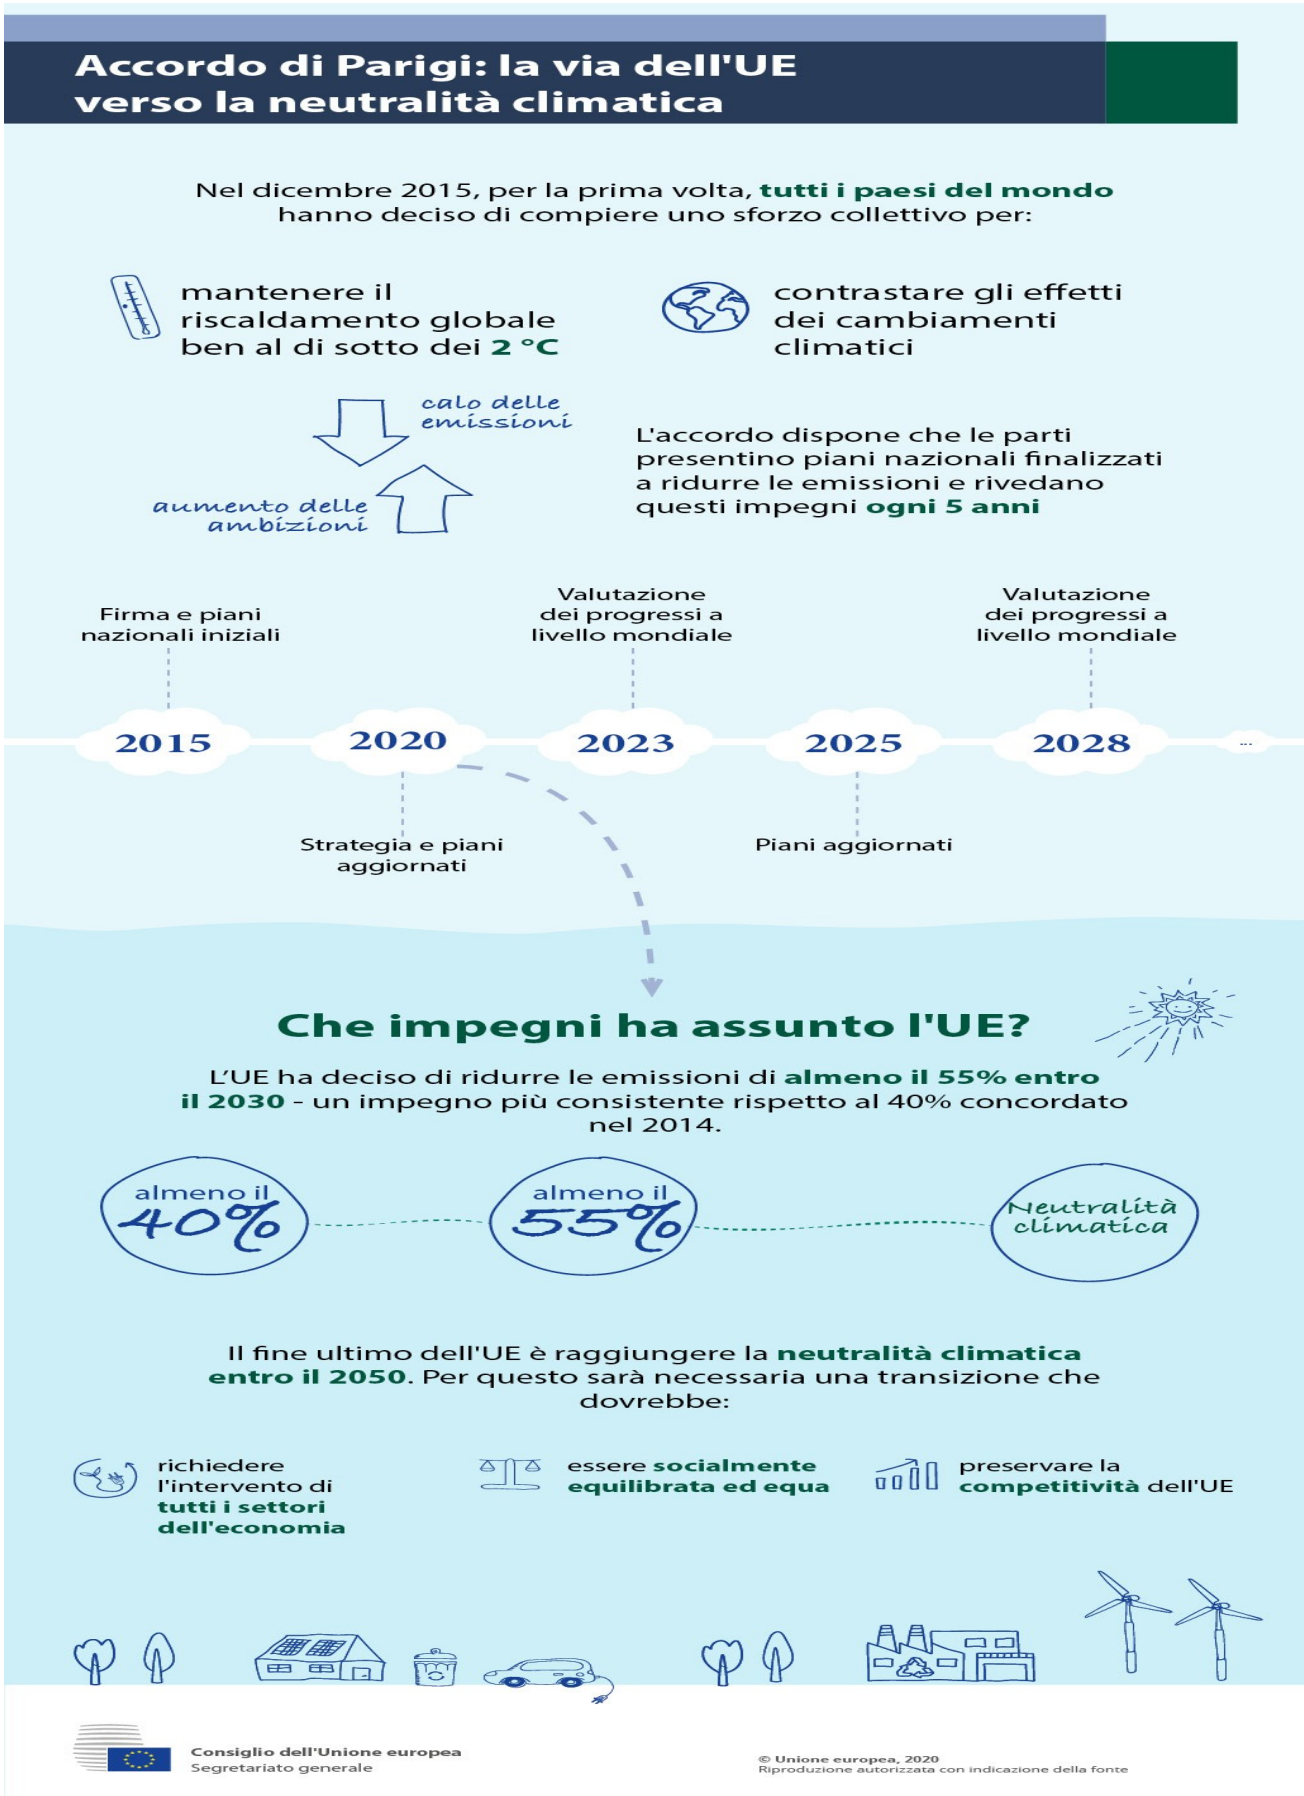 Accordo di Parigi: la via dell'UE
verso la neutralità climatica
Nel dicembre 2015, per la prima volta, tutti i paesi del mondo
hanno deciso di compiere uno sforzo collettivo per:
mantenere il
riscaldamento globale
ben al di sotto dei 2 °C
contrastare gli effetti
dei cambiamenti
climatici
calo delle
emissioni
aumento delle
ambizioni
L'accordo dispone che le parti
presentino piani nazionali finalizzati
a ridurre le emissioni e rivedano
questi impegni ogni 5 anni
Firma e piani
nazionali iniziali
Valutazione
dei progressi a
livello mondiale
Valutazione
dei progressi a
livello mondiale
2015
2020
2023
2025
2028
...
Strategia e piani
aggiornati
Piani aggiornati
Che impegni ha assunto l'UE?
L’UE ha deciso di ridurre le emissioni di almeno il 55% entro
il 2030 - un impegno più consistente rispetto al 40% concordato
nel 2014.
almeno il
40%
almeno il
55%
Neutralità
climatica
Il fine ultimo dell'UE è raggiungere la neutralità climatica
entro il 2050. Per questo sarà necessaria una transizione che
dovrebbe:
richiedere
l'intervento di
tutti i settori
dell'economia
essere socialmente
equilibrata ed equa
preservare la
competitività dell'UE
Consiglio dell'Unione europea
Segretariato generale
© Unione europea, 2020
Riproduzione autorizzata con indicazione della fonte